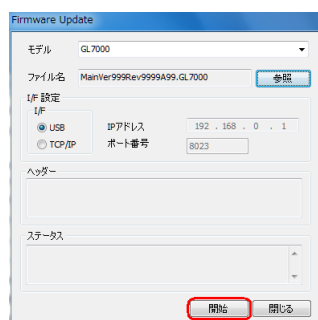 Firmware Update
モデル GL7000
ファイル名 MainVer999Rev9999A99.GL7000 参照
I/F 設定
I/F
USB IPアドレス 192 . 168 . 0 . 1
TCP/IP ポート番号 8023
ヘッダー
ステータス
開始 閉じる